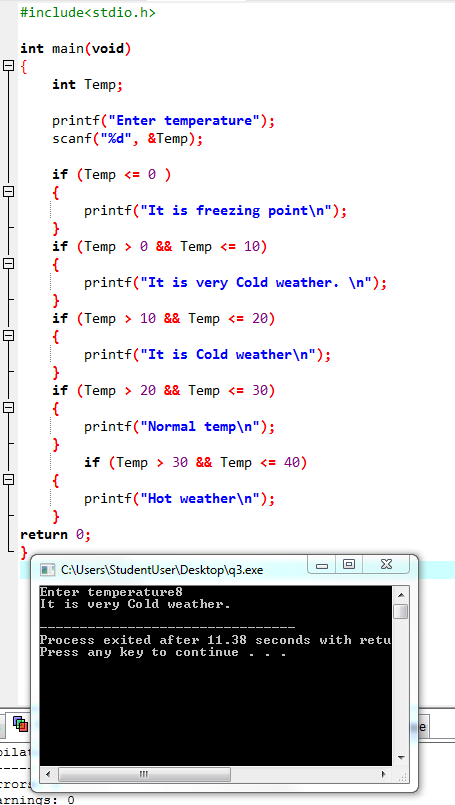 #include<stdio.h>
int main(void)
{
int Temp;
printf("Enter temperature");
scanf("%d", &Temp);
if (Temp <= 0 )
{
printf("It is freezing point\n");
}
if (Temp > 0 && Temp <= 10)
{
printf("It is very Cold weather. \n");
}
if (Temp > 10 && Temp <= 20)
{
printf("It is Cold weather\n");
}
if (Temp > 20 && Temp <= 30)
{
printf("Normal temp\n");
}
if (Temp > 30 && Temp <= 40)
{
printf("Hot weather\n");
}
return 0;
}
C:\Users\StudentUser\Desktop\q3.exe
Enter temperature8
It is very Cold weather.
--------------------------------
Process exited after 11.38 seconds with retu
Press any key to continue . . .
e
pilat
rrors
arnings: 0